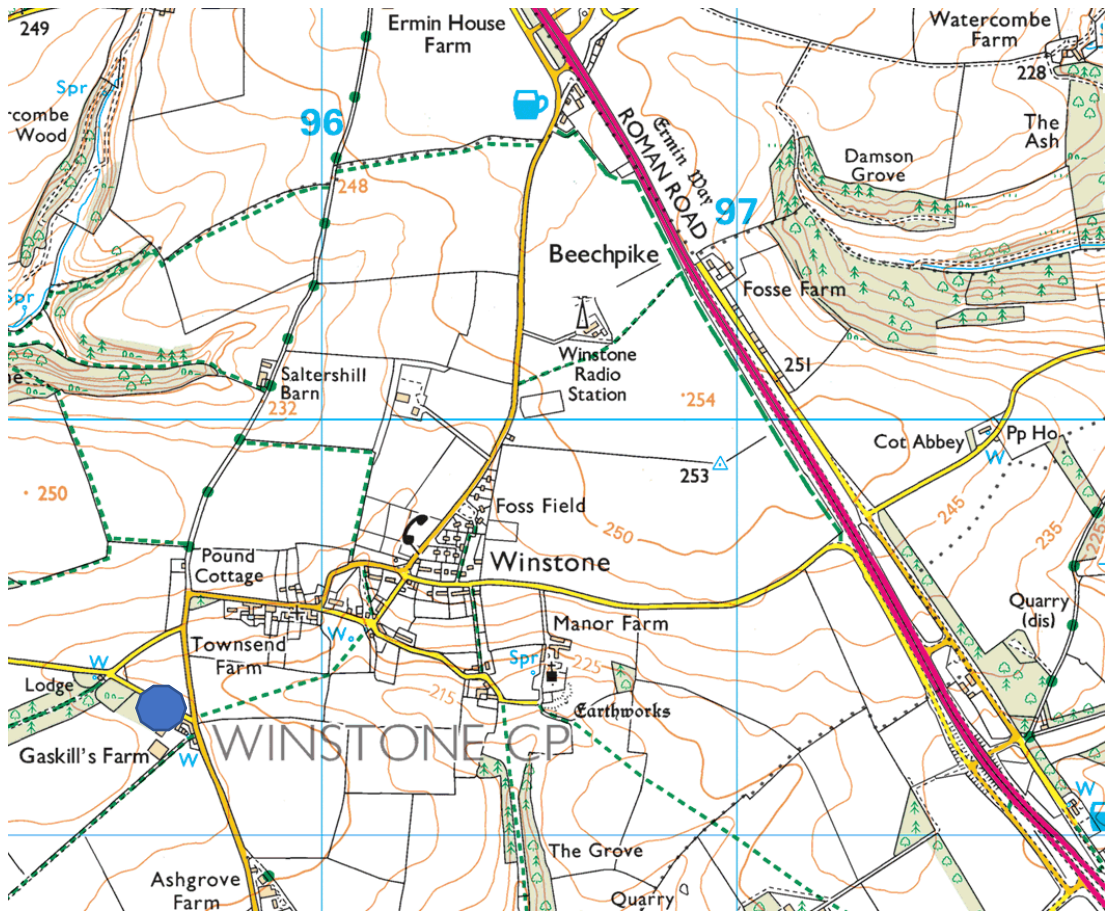 249
Ermin House
Farm
Watercombe
Farm
228
Spr
rcombe
Wood
96
The
Ash
Ermin Way
ROMAN ROAD
Damson
Grove
248
97
Beechpike
Fosse Farm
Spr
Winstone
Radio
Station
251
Saltershill
Barn
ne.
232
254
Cot Abbey
Pp Ho
W
253
250
Foss Field
250
245
235
225
Pound
Cottage
Winstone
Quarry
(dis)
Manor Farm
W
Townsend
Farm
W
Spr
225
Lodge
215
Earthworks
Gaskill's Farm
W
WINSTONE CP
W
The Grove
Ashgrove
Farm
Quarry